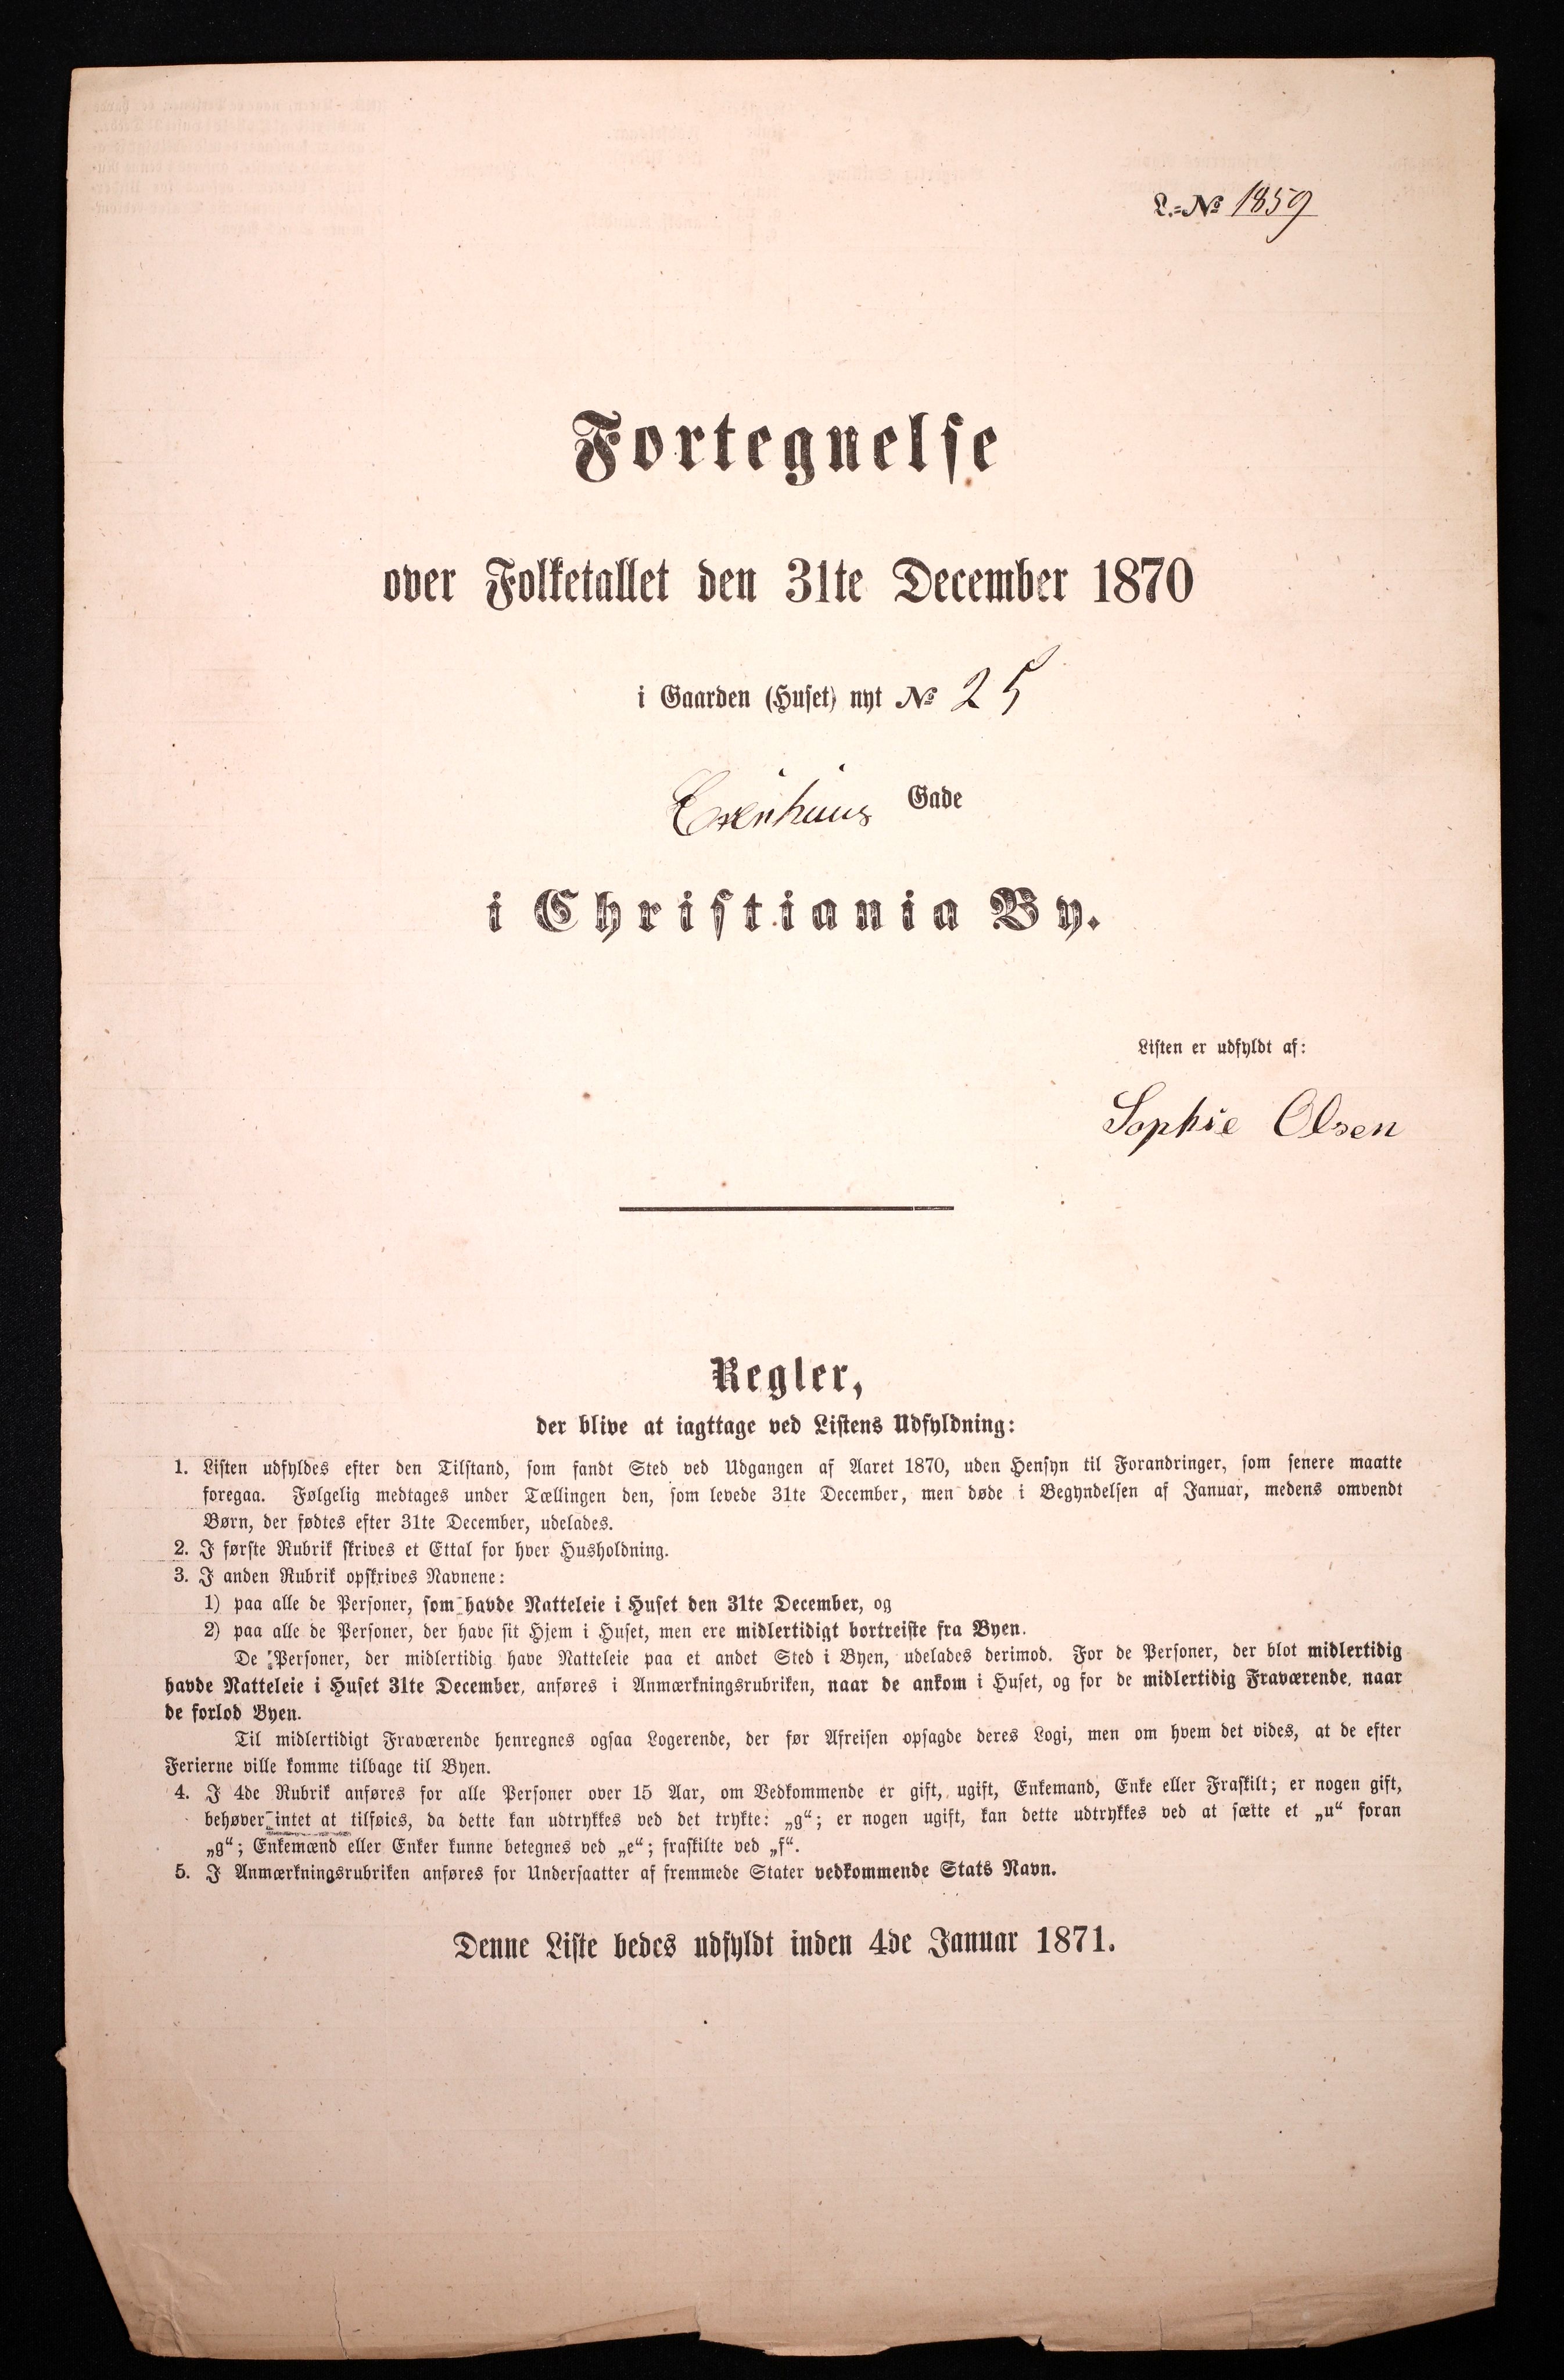 L.=№ 1859
Fortegnelse
over Folketallet den 31te December 1870
i Gaarden (Huset) nyt № 25
Gade
i Christiania By.
Listen er udfyldt af:
Sophie Olsen
Regler,
der blive at iagttage ved Listens Udfyldning:
1. Listen udfyldes efter den Tilstand, som fandt Sted ved Udgangen af Aaret 1870, uden Hensyn til Forandringer, som senere maatte
foregaa. Følgelig medtages under Tællingen den, som levede 31te December, men døde i Begyndelsen af Januar, medens omvendt
Børn, der fødtes efter 31te December, udelades.
2. I første Rubrik skrives et Ettal for hver Husholdning.
3. I anden Rubrik opskrives Navnene:
1) paa alle de Personer, som havde Natteleie i Huset den 31te December, og
2) paa alle de Personer, der have sit Hjem i Huset, men ere midlertidigt bortreiste fra Byen.
De Personer, der midlertidig have Natteleie paa et andet Sted i Byen, udelades derimod. For de Personer, der blot midlertidig
havde Natteleie i Huset 31te December, anføres i Anmærkningsrubriken, naar de ankom i Huset, og for de midlertidig Fraværende, naar
de forlod Byen.
Til midlertidigt Fraværende henregnes ogsaa Logerende, der før Afreisen opsagde deres Logi, men om hvem det vides, at de efter
Ferierne ville komme tilbage til Byen.
4. I 4de Rubrik anføres for alle Personer over 15 Aar, om Vedkommende er gift, ugift, Enkemand, Enke eller Fraskilt; er nogen gift,
behøver intet at tilføies, da dette kan udtrykkes ved det trykte: „g“; er nogen ugift, kan dette udtrykkes ved at sætte et „u“ foran
„g“; Enkemænd eller Enker kunne betegnes ved „e“; fraskilte ved „f“.
5. I Anmærkningsrubriken anføres for Undersaatter af fremmede Stater vedkommende Stats Navn.
Denne Liste bedes udfyldt inden 4de Januar 1871.